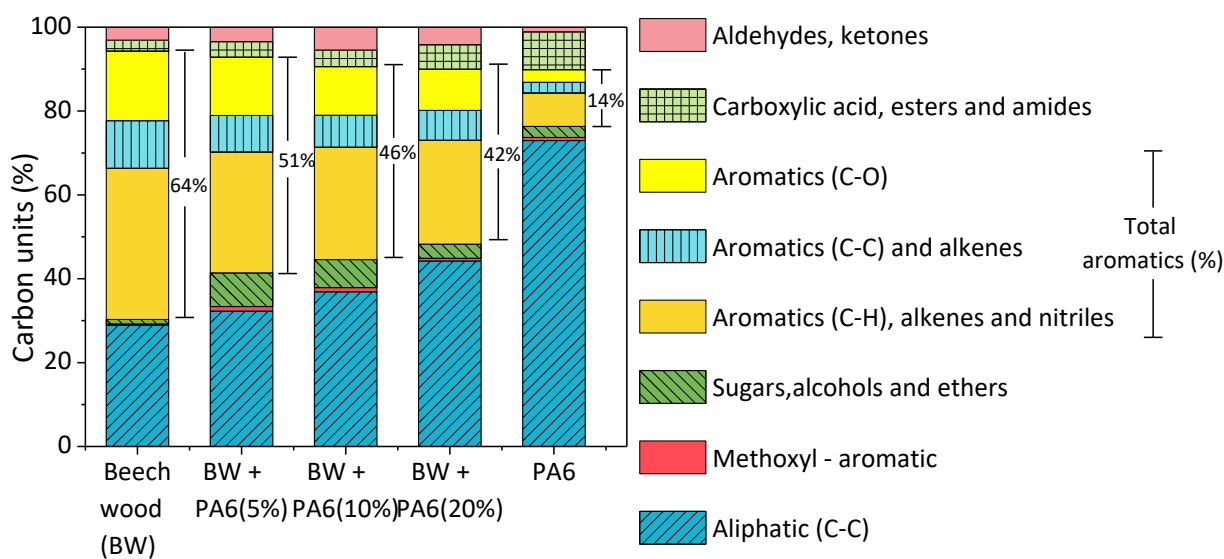 100
80
60
40
20
0
Carbon units (%)
64%
51%
46%
42%
14%
Beech
wood
(BW)
BW +
PA6(5%)
BW +
PA6(10%)
BW +
PA6(20%)
PA6
Aldehydes, ketones
Carboxylic acid, esters and amides
Aromatics (C-O)
Aromatics (C-C) and alkenes
Aromatics (C-H), alkenes and nitriles
Sugars,alcohols and ethers
Methoxyl - aromatic
Aliphatic (C-C)
Total
aromatics (%)